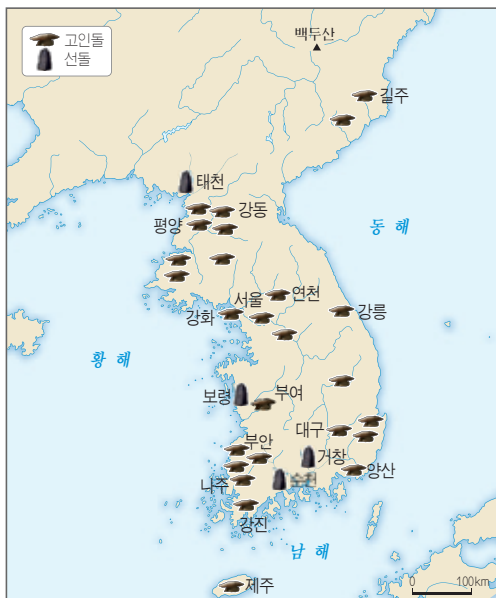 고인돌
선돌
백두산
길주
태천
강동
평양
동해
연천
서울
강화
강릉
황해
보령
부여
대구
부안
거창
양산
나주
강진
남해
제주
0 100km